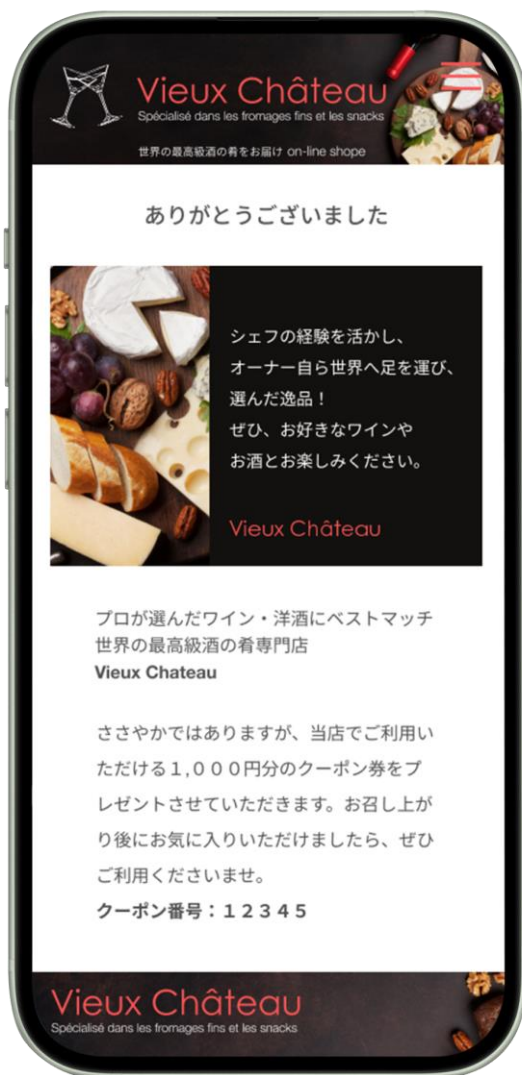 Vieux Château
Spécialisé dans les fromages fins et les snacks
世界の最高級酒の肴をお届け on-line shope
ありがとうございました
シェフの経験を活かし、
オーナー自ら世界へ足を運び、
選んだ逸品！
ぜひ、お好きなワインや
お酒とお楽しみください。
Vieux Château
プロが選んだワイン・洋酒にベストマッチ
世界の最高級酒の肴専門店
Vieux Chateau
ささやかではありますが、当店でご利用い
ただける１,０００円分のクーポン券をプ
レゼントさせていただきます。お召し上が
り後にお気に入りいただけましたら、ぜひ
ご利用くださいませ。
クーポン番号：１２３４５
Vieux Château
Spécialisé dans les fromages fins et les snacks